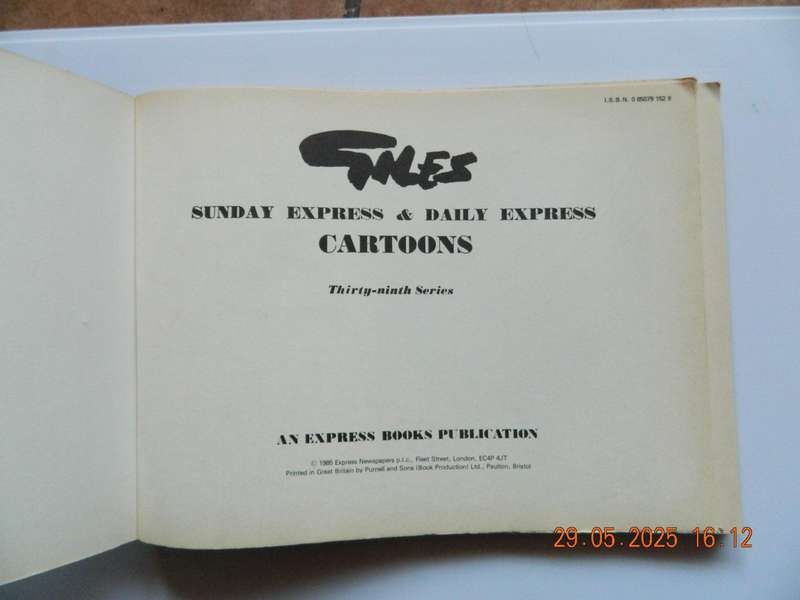 I.S.B.N. 0 85079 152 8
GILES
SUNDAY EXPRESS & DAILY EXPRESS
CARTOONS
Thirty-ninth Series
AN EXPRESS BOOKS PUBLICATION
© 1985 Express Newspapers p.l.c., Fleet Street, London, EC4P 4JT
Printed in Great Britain by Purnell and Sons (Book Production) Ltd., Paulton, Bristol
29.05.2025 16:12